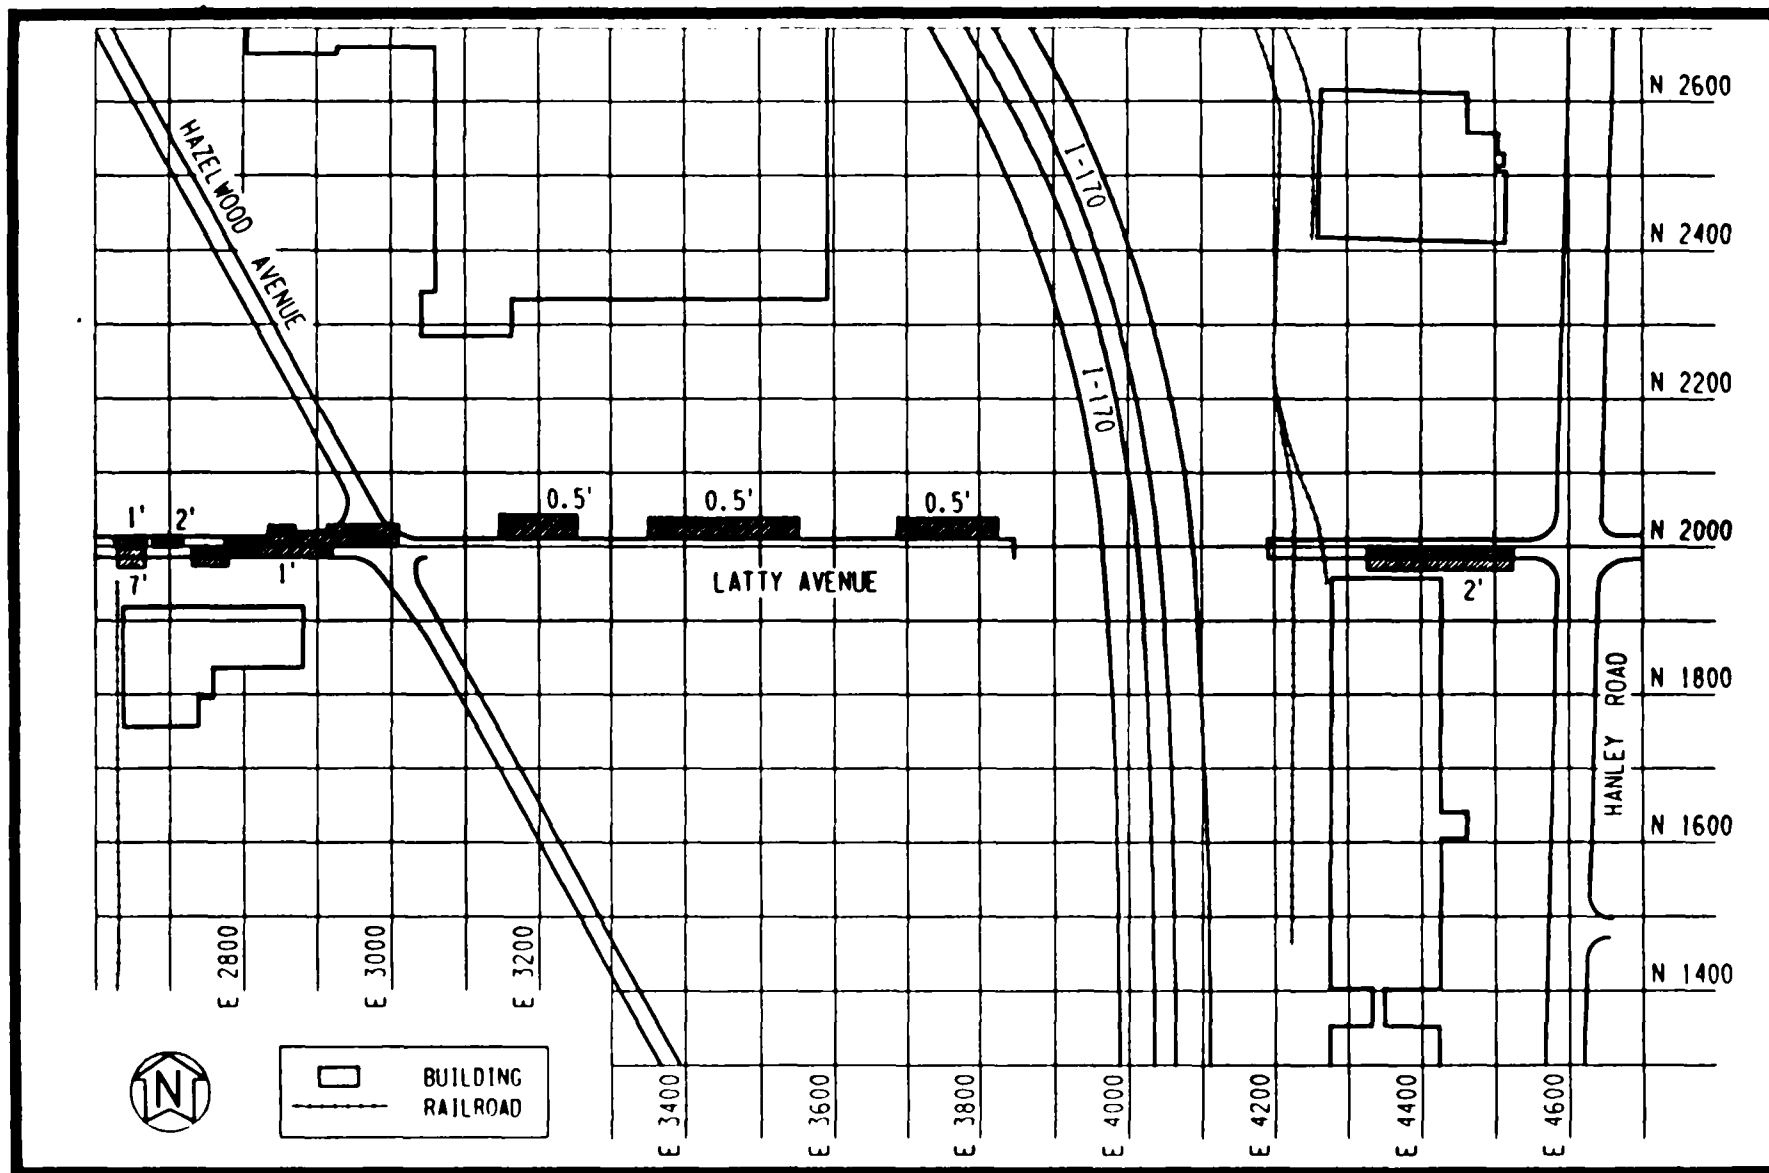 N 2600
HAZELWOOD AVENUE
I-170
N 2400
I-170
N 2200
1'
2'
0.5'
0.5'
0.5'
N 2000
7'
1'
LATTY AVENUE
2'
HANLEY ROAD
N 1800
N 1600
N 1400
E 2800
E 3000
E 3200
E 3400
E 3600
E 3800
E 4000
E 4200
E 4400
E 4600
N
BUILDING
RAILROAD